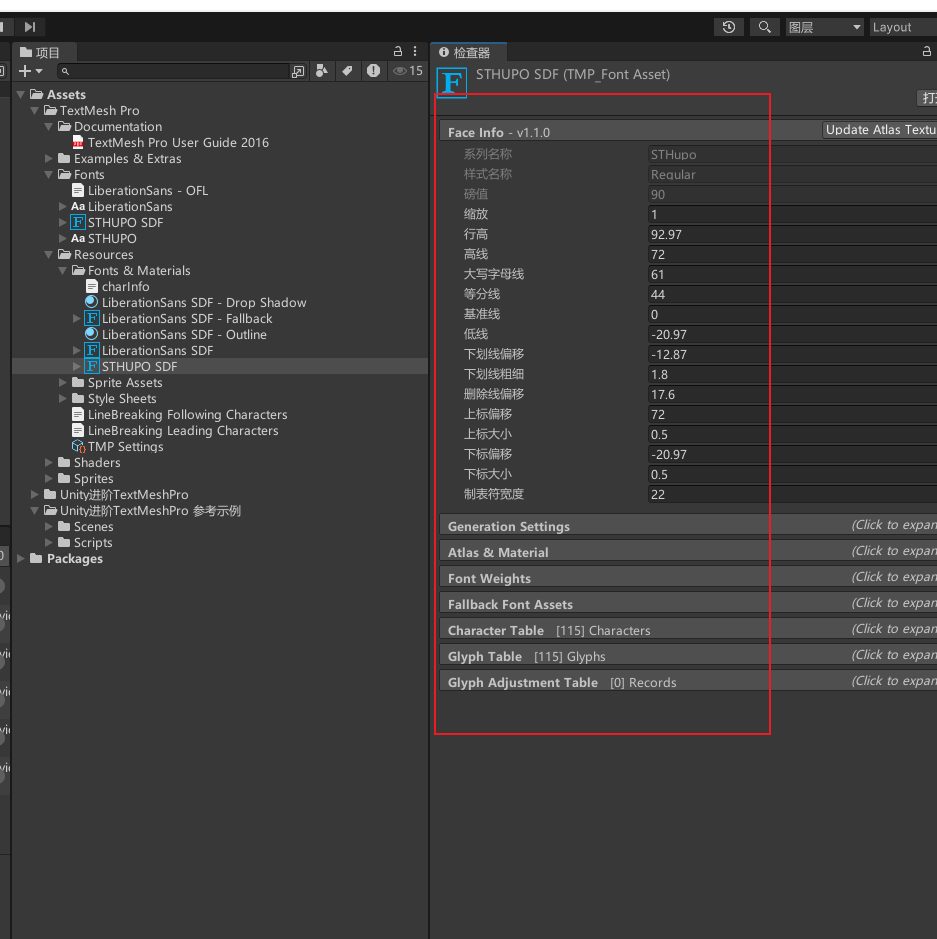 图层
Layout
项目
检查器
15
STHUPO SDF (TMP_Font Asset)
F
Assets
TextMesh Pro
Documentation
TextMesh Pro User Guide 2016
Examples & Extras
Fonts
LiberationSans - OFL
Aa LiberationSans
F STHUPO SDF
Aa STHUPO
Resources
Fonts & Materials
charInfo
LiberationSans SDF - Drop Shadow
F LiberationSans SDF - Fallback
LiberationSans SDF - Outline
F LiberationSans SDF
F STHUPO SDF
Sprite Assets
Style Sheets
LineBreaking Following Characters
LineBreaking Leading Characters
TMP Settings
Shaders
Sprites
Unity进阶TextMeshPro
Unity进阶TextMeshPro 参考示例
Scenes
Scripts
Packages
打
Face Info - v1.1.0
Update Atlas Textu
系列名称 STHupo
样式名称 Regular
磅值 90
缩放 1
行高 92.97
高线 72
大写字母线 61
等分线 44
基准线 0
低线 -20.97
下划线偏移 -12.87
下划线粗细 1.8
删除线偏移 17.6
上标偏移 72
上标大小 0.5
下标偏移 -20.97
下标大小 0.5
制表符宽度 22
Generation Settings (Click to expan
Atlas & Material (Click to expan
Font Weights (Click to expan
Fallback Font Assets (Click to expan
Character Table [115] Characters (Click to expan
Glyph Table [115] Glyphs (Click to expan
Glyph Adjustment Table [0] Records (Click to expan